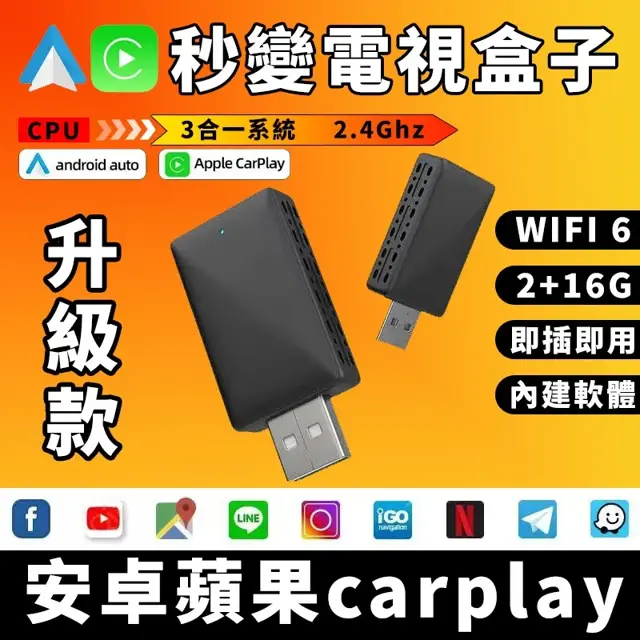 秒變電視盒子
CPU
3合一系統 2.4Ghz
android auto
Apple CarPlay
升級款
WIFI 6
2+16G
即插即用
內建軟體
LINE
iGO
navigation
安卓蘋果carplay